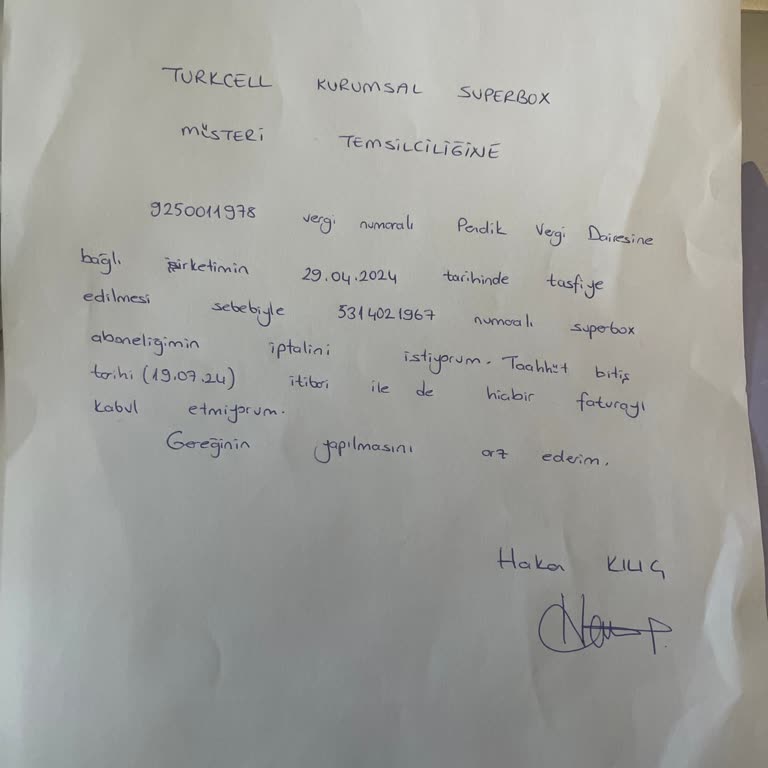 TURKCELL KURUMSAL SUPERBOX
MÜSTERİ TEMSİLCİLİĞİNE
9250011978 vergi numaralı Pendik Vergi Dairesine
bağlı şirketimin 29.04.2024 tarihinde tasfiye
edilmesi sebebiyle 5314021967 numaralı superbox
aboneliğimin iptalini istiyorum. Taahhüt bitiş
tarihi (19.07.24) itibari ile de hiçbir faturayı
kabul etmiyorum.
Gereğinin yapılmasını arz ederim.
Hakan KILIÇ